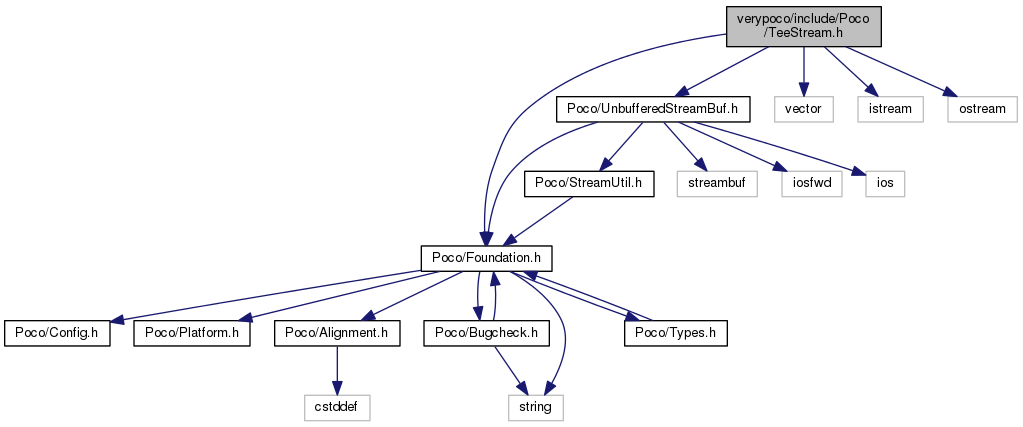 verypoco/include/Poco
/TeeStream.h
Poco/UnbufferedStreamBuf.h
vector
istream
ostream
Poco/StreamUtil.h
streambuf
iosfwd
ios
Poco/Foundation.h
Poco/Config.h
Poco/Platform.h
Poco/Alignment.h
Poco/Bugcheck.h
Poco/Types.h
cstddef
string